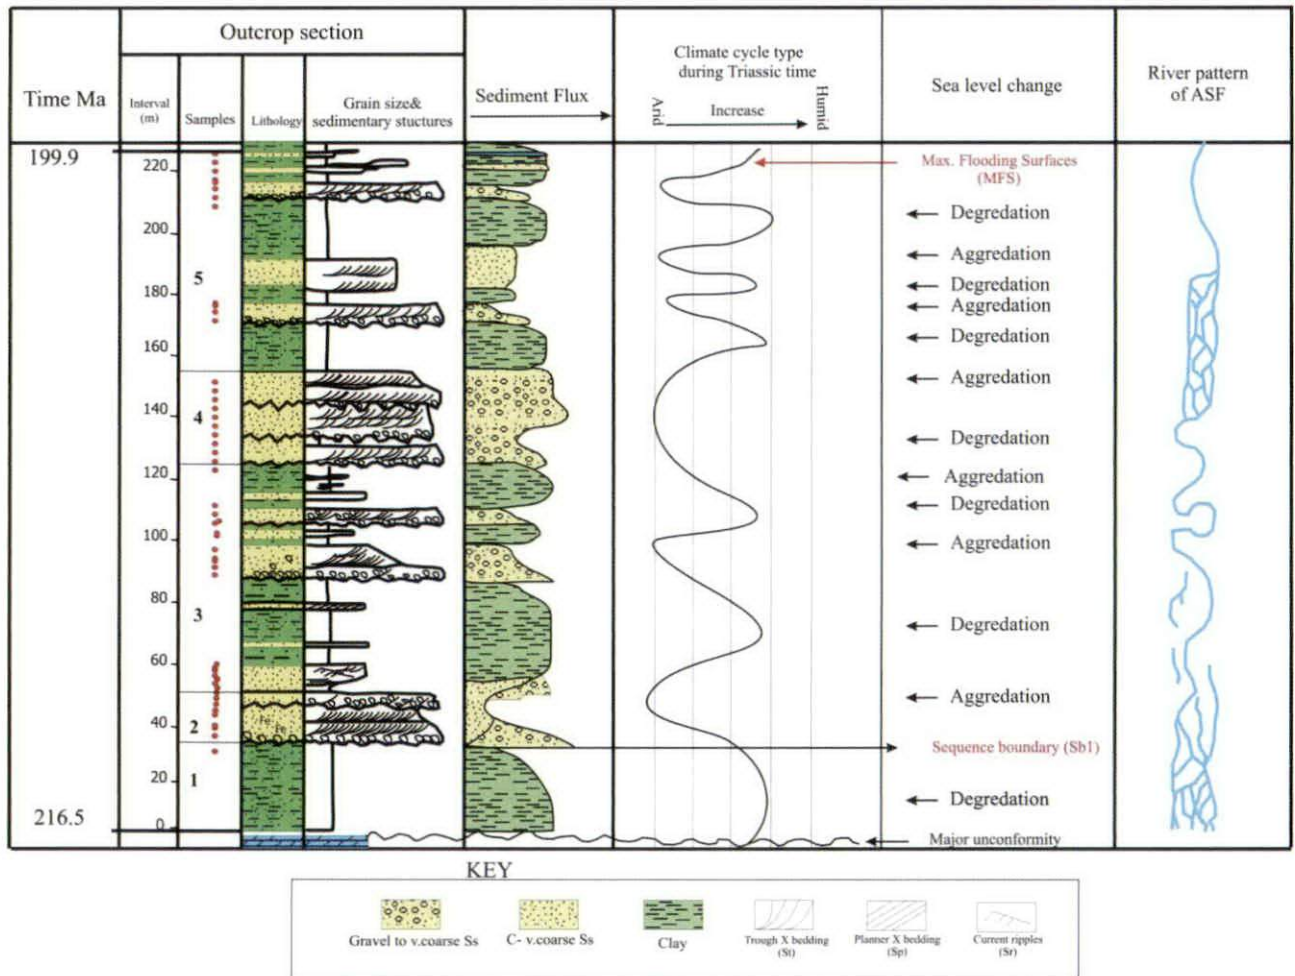 Outcrop section
Time Ma
Interval
(m)
Samples
Lithology
Grain size&
sedimentary stuctures
Sediment Flux
Climate cycle type
during Triassic time
Arid
Increase
Humid
Sea level change
River pattern
of ASF
199.9
220
200
180
160
140
120
100
80
60
40
20
0
216.5
5
4
3
2
1
Fe
Fe
Max. Flooding Surfaces
(MFS)
Degredation
Aggredation
Degredation
Aggredation
Degredation
Aggredation
Degredation
Aggredation
Degredation
Aggredation
Degredation
Aggredation
Sequence boundary (Sb1)
Degredation
Major unconformity
KEY
Gravel to v.coarse Ss
C- v.coarse Ss
Clay
Trough X bedding
(St)
Planner X bedding
(Sp)
Current ripples
(Sr)